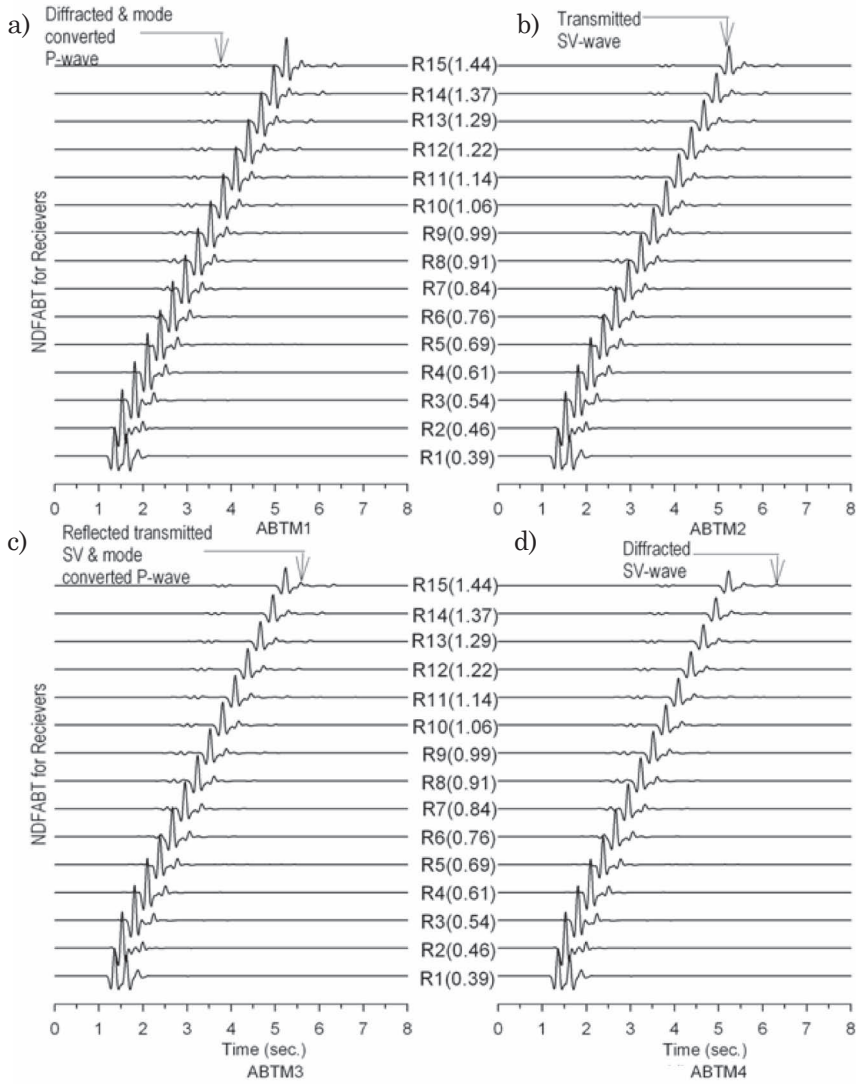 a)
Diffracted & mode
converted
P-wave
b)
Transmitted
SV-wave
NDFABT for Recievers
R15(1.44)
R14(1.37)
R13(1.29)
R12(1.22)
R11(1.14)
R10(1.06)
R9(0.99)
R8(0.91)
R7(0.84)
R6(0.76)
R5(0.69)
R4(0.61)
R3(0.54)
R2(0.46)
R1(0.39)
0 1 2 3 4 5 6 7 8
ABTM1
0 1 2 3 4 5 6 7 8
ABTM2
c)
Reflected transmitted
SV & mode
converted P-wave
d)
Diffracted
SV-wave
NDFABT for Recievers
R15(1.44)
R14(1.37)
R13(1.29)
R12(1.22)
R11(1.14)
R10(1.06)
R9(0.99)
R8(0.91)
R7(0.84)
R6(0.76)
R5(0.69)
R4(0.61)
R3(0.54)
R2(0.46)
R1(0.39)
0 1 2 3 4 5 6 7 8
Time (sec.)
ABTM3
0 1 2 3 4 5 6 7 8
Time (sec.)
ABTM4